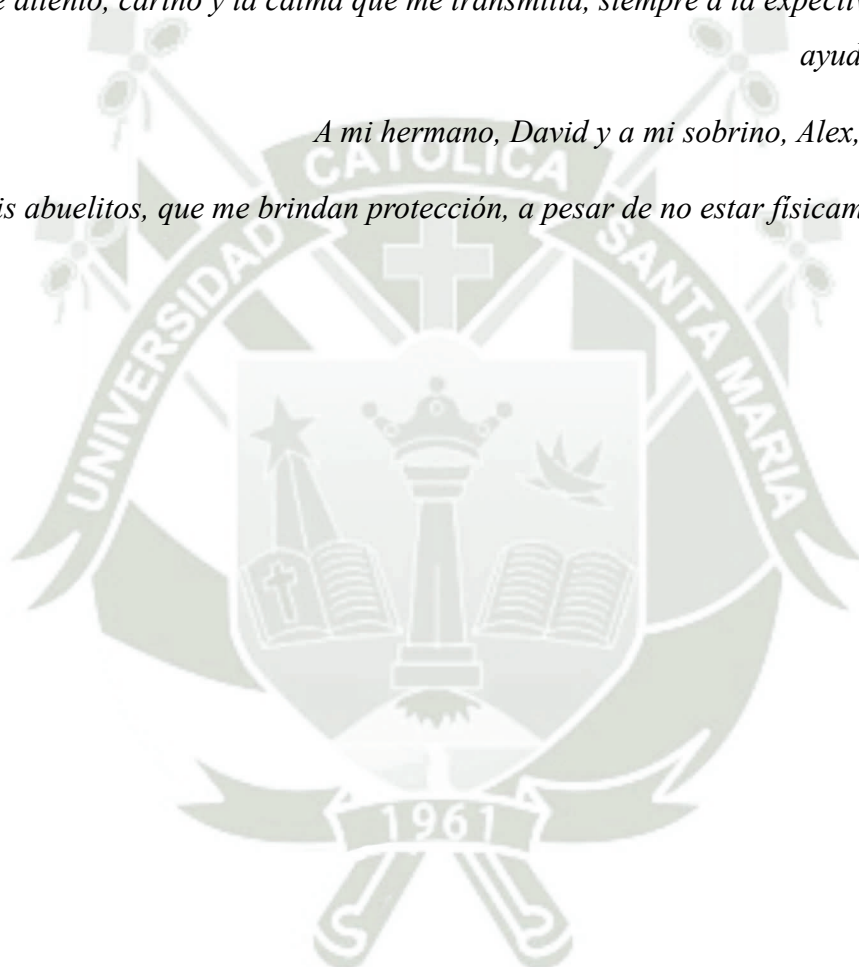 aliento, cariño y la calma que me transmitía, siempre a la
ayud
A mi hermano, David y a mi sobrino, Alex,
is abuelitos, que me brindan protección, a pesar de no estar físicam
UNIVERSIDAD CATOLICA SANTA MARIA
1961